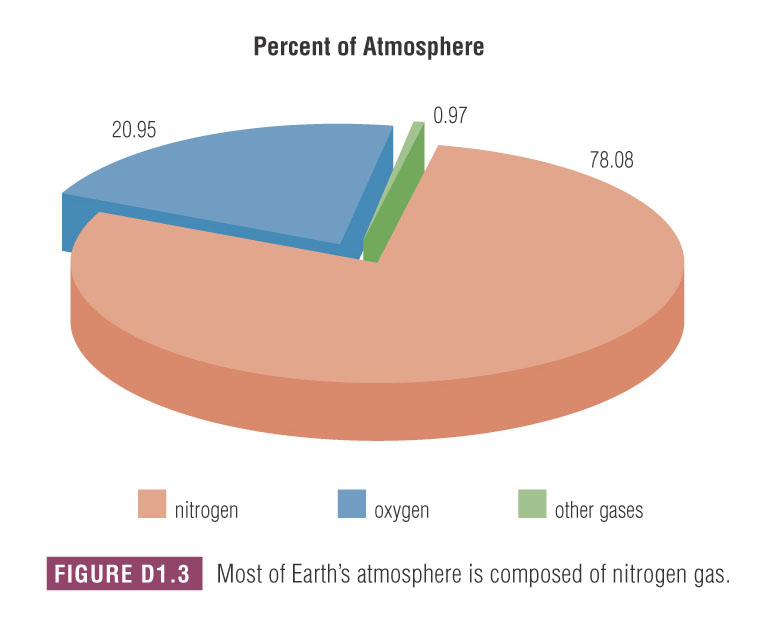 Percent of Atmosphere
20.95
0.97
78.08
nitrogen
oxygen
other gases
FIGURE D1.3 Most of Earth’s atmosphere is composed of nitrogen gas.